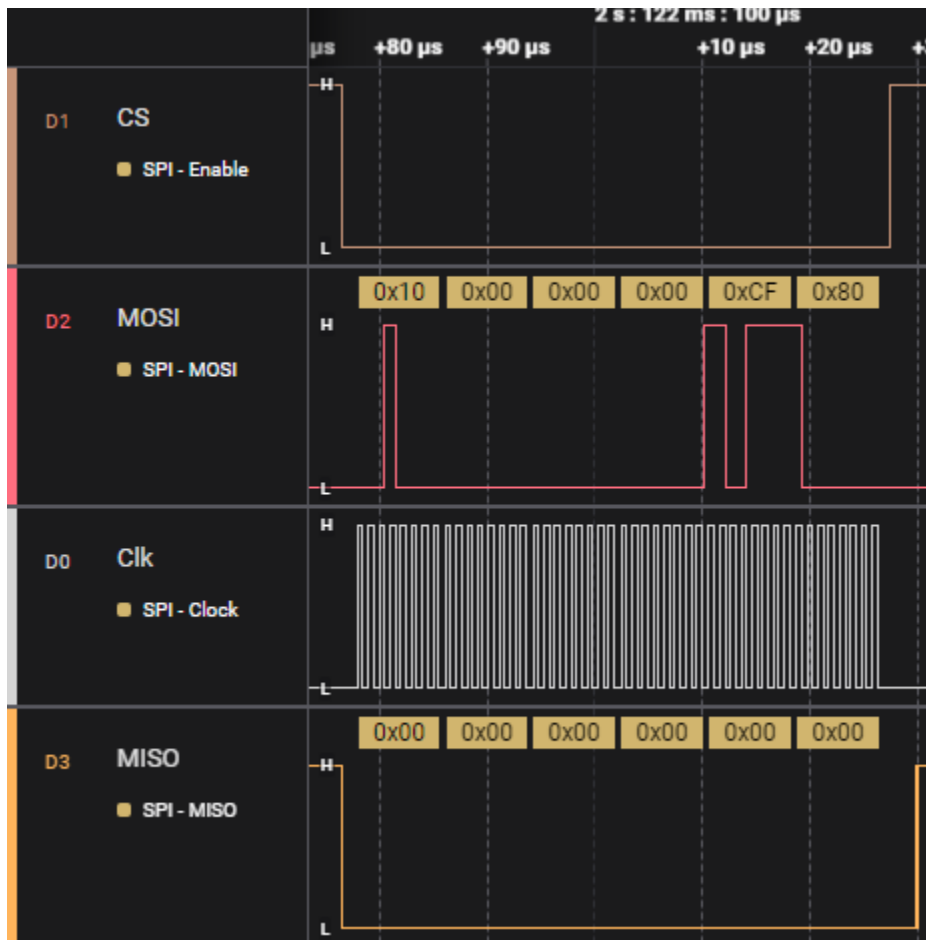 2 s : 122 ms : 100 µs
µs +80 µs +90 µs +10 µs +20 µs
D1 CS H
SPI - Enable
L
0x10 0x00 0x00 0x00 0xCF 0x80
D2 MOSI H
SPI - MOSI
L
H
D0 Clk
SPI - Clock
L
0x00 0x00 0x00 0x00 0x00 0x00
D3 MISO H
SPI - MISO
L